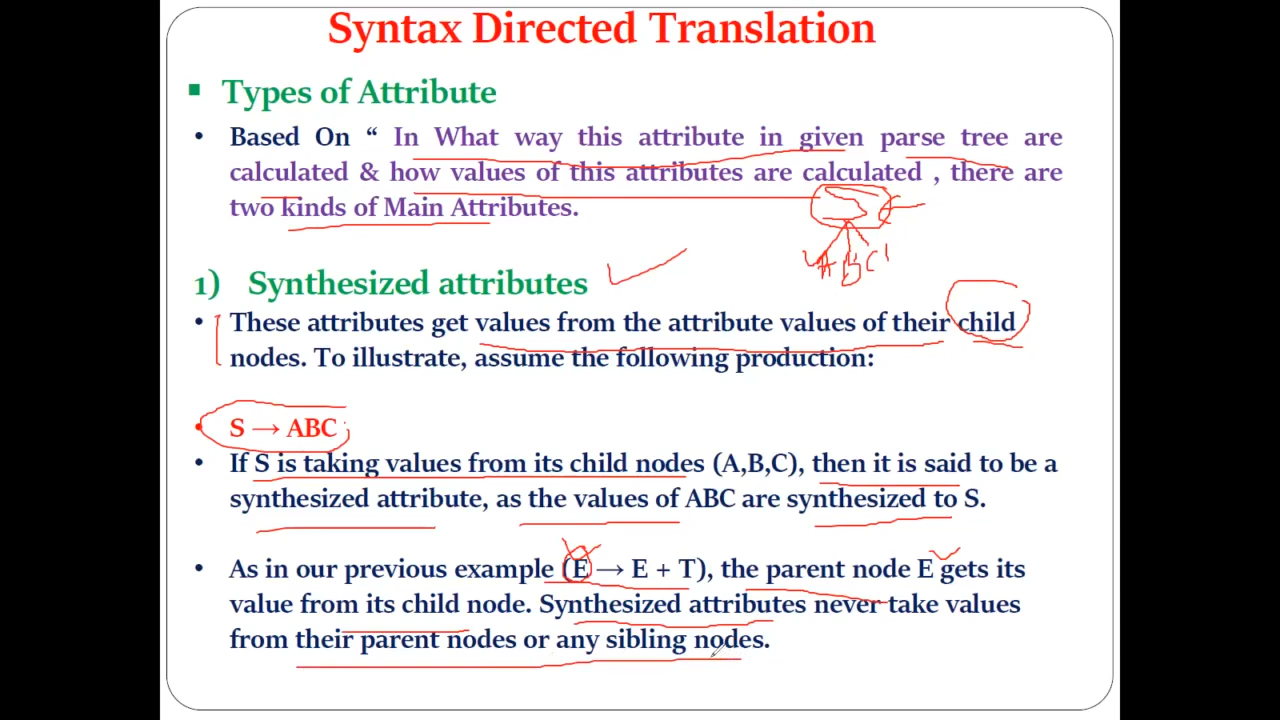 Syntax Directed Translation
▪ Types of Attribute
• Based On “ In What way this attribute in given parse tree are
calculated & how values of this attributes are calculated , there are
two kinds of Main Attributes.
A B C
1) Synthesized attributes
• These attributes get values from the attribute values of their child
nodes. To illustrate, assume the following production:
• S → ABC
• If S is taking values from its child nodes (A,B,C), then it is said to be a
synthesized attribute, as the values of ABC are synthesized to S.
• As in our previous example (E → E + T), the parent node E gets its
value from its child node. Synthesized attributes never take values
from their parent nodes or any sibling nodes.